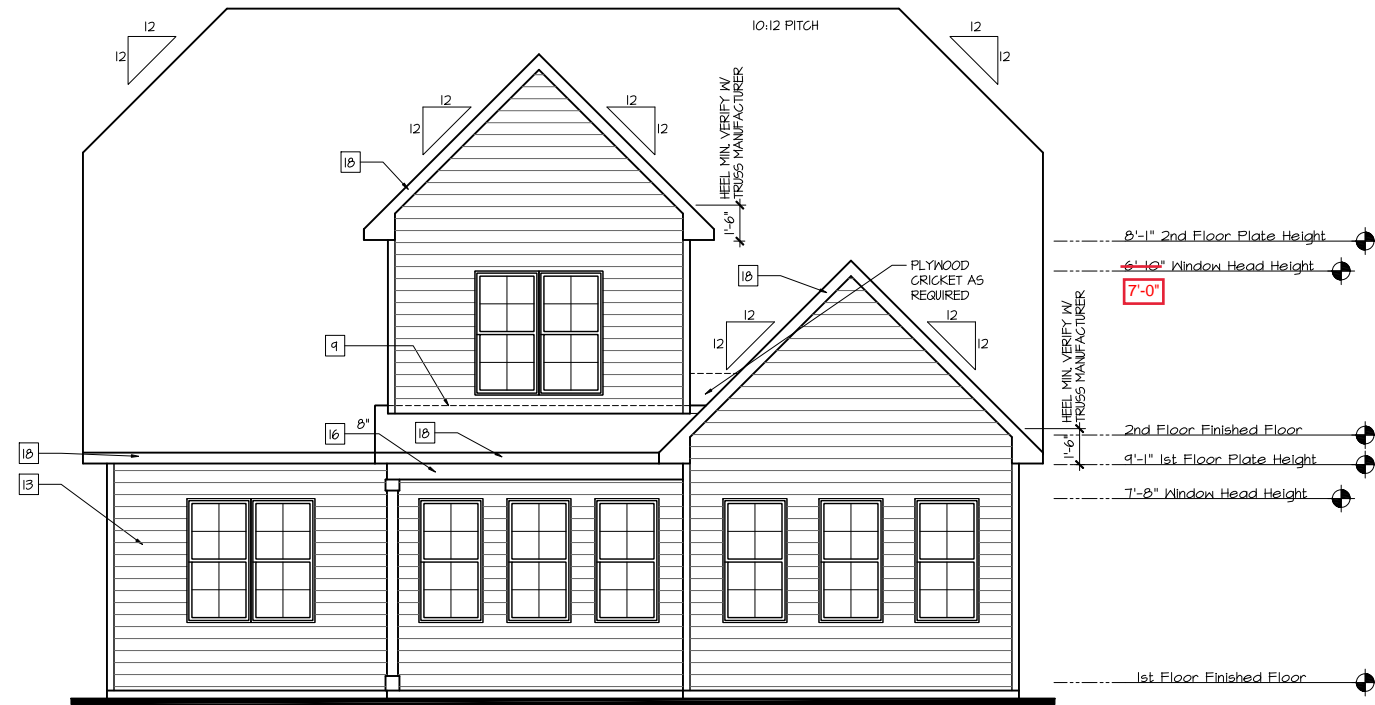 10:12 PITCH
12
12
12
12
12
12
12
12
HEEL MIN. VERIFY W/
TRUSS MANUFACTURER
1'-6"
18
8'-1" 2nd Floor Plate Height
6'-10" Window Head Height
7'-0"
PLYWOOD
CRICKET AS
REQUIRED
18
12
12
12
12
HEEL MIN. VERIFY W/
TRUSS MANUFACTURER
1'-6"
9
8"
16
18
2nd Floor Finished Floor
18
9'-1" 1st Floor Plate Height
13
7'-8" Window Head Height
1st Floor Finished Floor